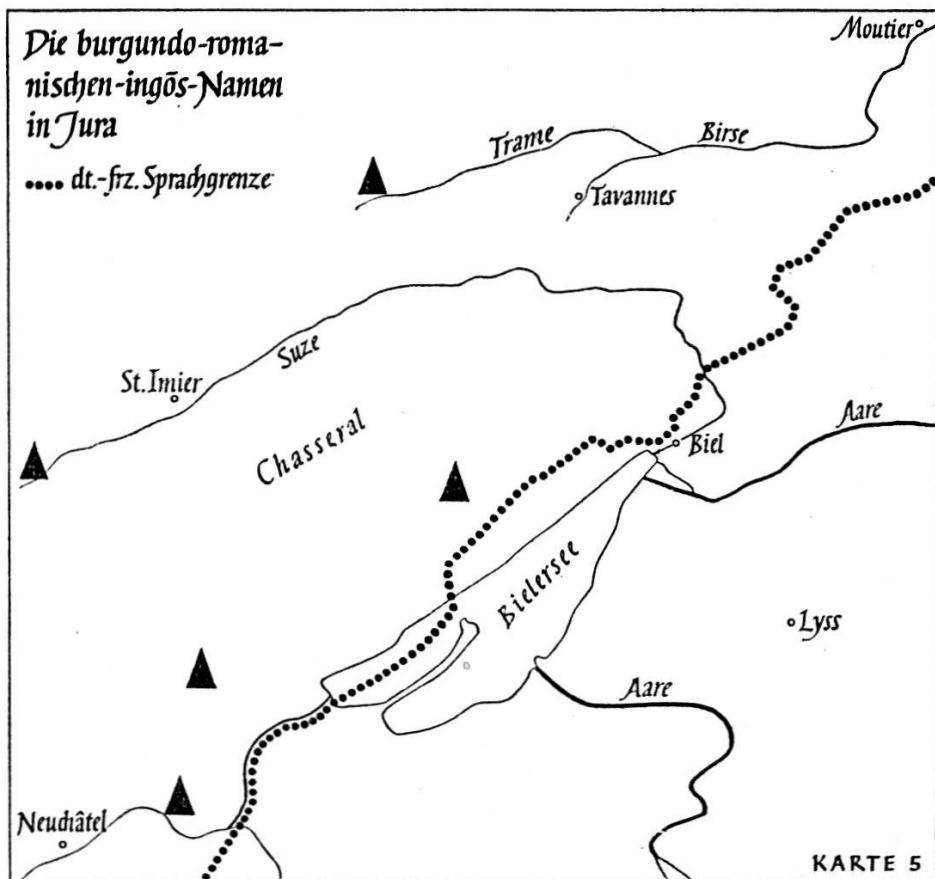 Die burgundo-roma-
nischen-ingōs-Namen
in Jura
dt.-frz. Sprachgrenze
Moutier
Trame
Birse
Tavannes
St. Imier
Suze
Chasseral
Aare
Biel
Bielersee
Lyss
Aare
Neuchâtel
KARTE 5